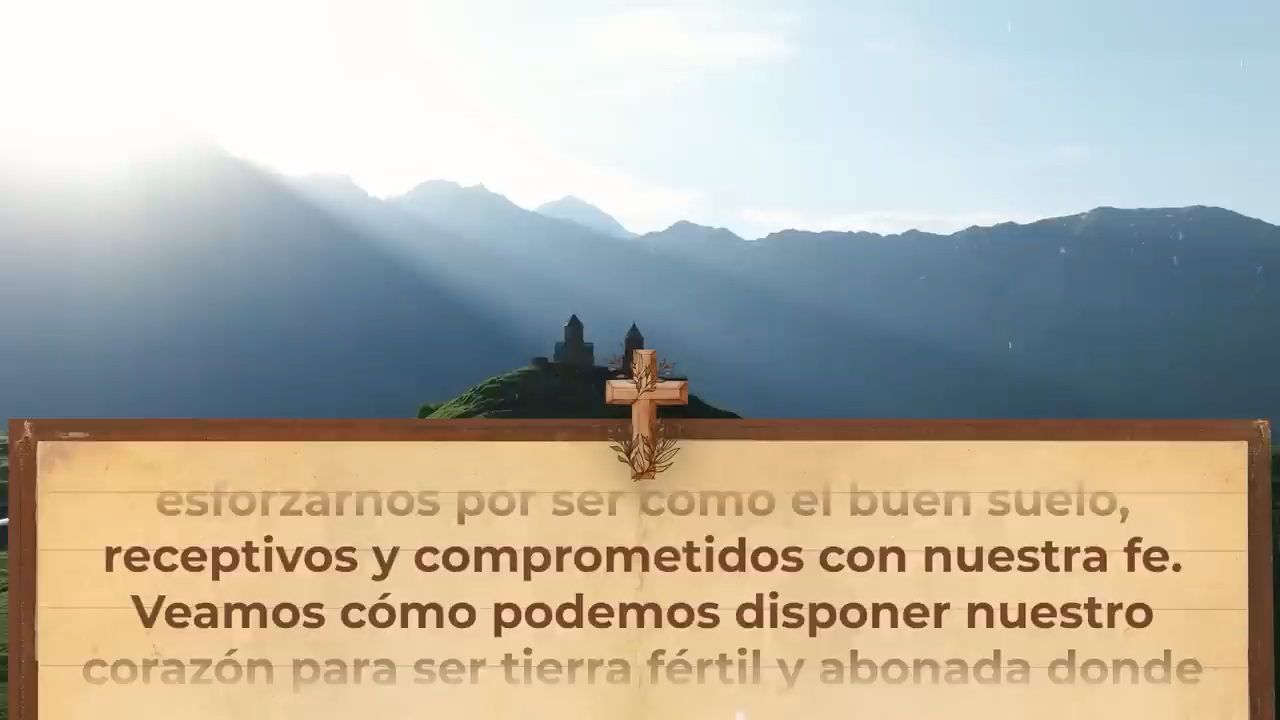 esforzarnos por ser como el buen suelo,
receptivos y comprometidos con nuestra fe.
Veamos cómo podemos disponer nuestro
corazón para ser tierra fértil y abonada donde